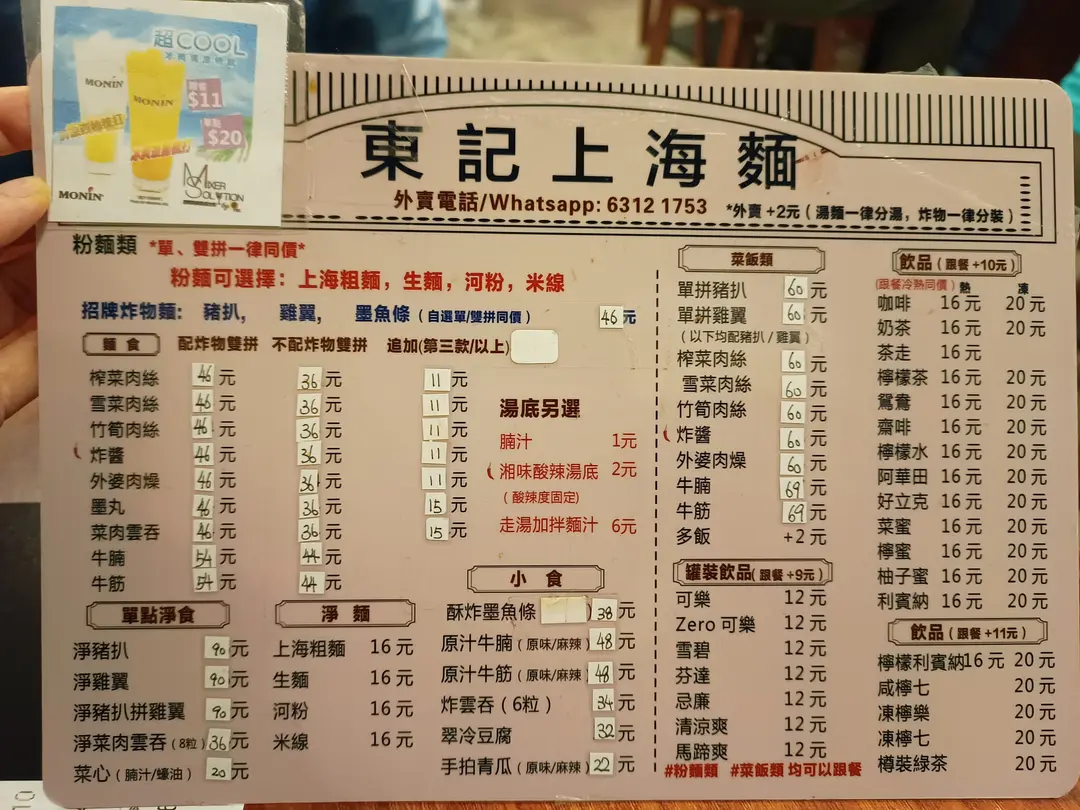 超COOL
MONIN
MONIN
$11
$20
MONIN
MIXER SOLUTION
東記上海麵
外賣電話/Whatsapp: 6312 1753
*外賣 +2元（湯麵一律分湯，炸物一律分裝）
粉麵類 *單、雙拼一律同價*
粉麵可選擇：上海粗麵，生麵，河粉，米線
招牌炸物麵： 豬扒， 雞翼， 墨魚條（自選單/雙拼同價） 46元
麵食 配炸物雙拼 不配炸物雙拼 追加(第三款/以上)
榨菜肉絲 46元 36元 11元
雪菜肉絲 46元 36元 11元
竹筍肉絲 46元 36元 11元
炸醬 46元 36元 11元
外婆肉燥 46元 36元 11元
墨丸 46元 36元 15元
菜肉雲吞 46元 36元 15元
牛腩 54元 44元
牛筋 54元 44元
湯底另選
腩汁 1元
湘味酸辣湯底 2元
（酸辣度固定)
走湯加拌麵汁 6元
單點淨食
淨豬扒 90元
淨雞翼 90元
淨豬扒拼雞翼 90元
淨菜肉雲吞（8粒）36元
菜心（腩汁/蠔油） 20元
淨麵
上海粗麵 16元
生麵 16元
河粉 16元
米線 16元
小食
酥炸墨魚條 ）38元
原汁牛腩（原味/麻辣）48元
原汁牛筋（原味/麻辣）48元
炸雲吞（6粒） 34元
翠冷豆腐 32元
手拍青瓜（原味/麻辣）22元
菜飯類
單拼豬扒 60元
單拼雞翼 60元
（以下均配豬扒/雞翼）
榨菜肉絲 60元
雪菜肉絲 60元
竹筍肉絲 60元
炸醬 60元
外婆肉燥 60元
牛腩 69元
牛筋 69元
多飯 +2元
罐裝飲品（跟餐 +9元）
可樂 12元
Zero 可樂 12元
雪碧 12元
芬達 12元
忌廉 12元
清涼爽 12元
馬蹄爽 12元
#粉麵類 #菜飯類 均可以跟餐
飲品（跟餐 +10元）
(跟餐冷熱同價) 熱 凍
咖啡 16元 20元
奶茶 16元 20元
茶走 16元
檸檬茶 16元 20元
鴛鴦 16元 20元
齋啡 16元 20元
檸檬水 16元 20元
阿華田 16元 20元
好立克 16元 20元
菜蜜 16元 20元
檸蜜 16元 20元
柚子蜜 16元 20元
利賓納 16元 20元
飲品（跟餐 +11元）
檸檬利賓納16元 20元
咸檸七 20元
凍檸樂 20元
凍檸七 20元
樽裝綠茶 20元